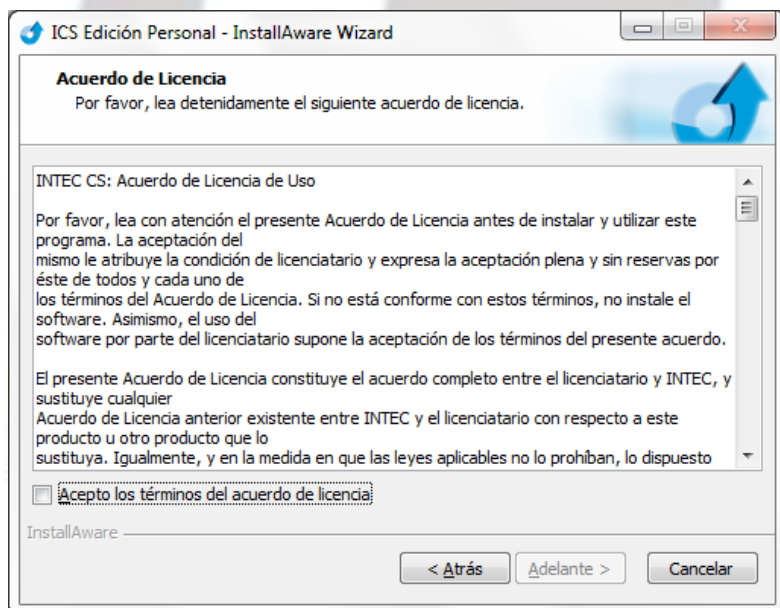 ICS Edición Personal - InstallAware Wizard
Acuerdo de Licencia
Por favor, lea detenidamente el siguiente acuerdo de licencia.
INTEC CS: Acuerdo de Licencia de Uso
Por favor, lea con atención el presente Acuerdo de Licencia antes de instalar y utilizar este
programa. La aceptación del
mismo le atribuye la condición de licenciatario y expresa la aceptación plena y sin reservas por
éste de todos y cada uno de
los términos del Acuerdo de Licencia. Si no está conforme con estos términos, no instale el
software. Asimismo, el uso del
software por parte del licenciatario supone la aceptación de los términos del presente acuerdo.
El presente Acuerdo de Licencia constituye el acuerdo completo entre el licenciatario y INTEC, y
sustituye cualquier
Acuerdo de Licencia anterior existente entre INTEC y el licenciatario con respecto a este
producto u otro producto que lo
sustituya. Igualmente, y en la medida en que las leyes aplicables no lo prohíban, lo dispuesto
Acepto los términos del acuerdo de licencia
InstallAware
< Atrás
Adelante >
Cancelar